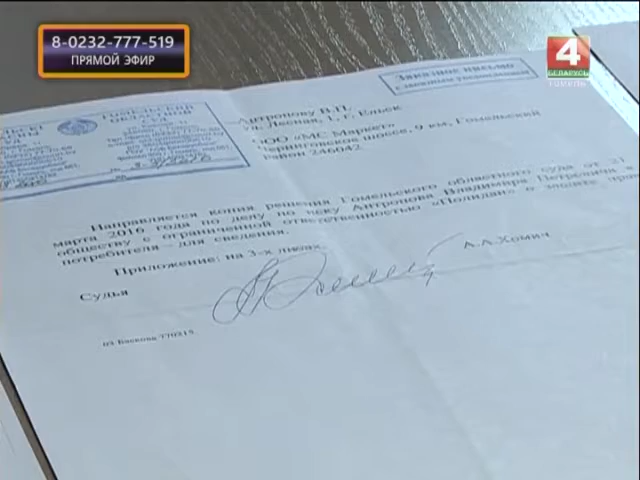 8-0232-777-519
ПРЯМОЙ ЭФИР
4
БЕЛАРУСЬ
ГОМЕЛЬ
Заказное письмо
ГОМЕЛЬСКИЙ
ОБЛАСТНОЙ
СУД
Антропову В.П.
ул. Лесная, 1, г. Ельск
ООО «МС Маркет»
Черниговское шоссе, 9 км, Гомельский
район 246042
Направляется копия решения Гомельского областного суда от 21
марта 2016 года по делу по иску Антропова Владимира Петровича к
обществу с ограниченной ответственностью «Полидан» о защите прав
потребителя – для сведения.
Приложение: на 3-х листах.
Судья
А.А.Хомич
770215